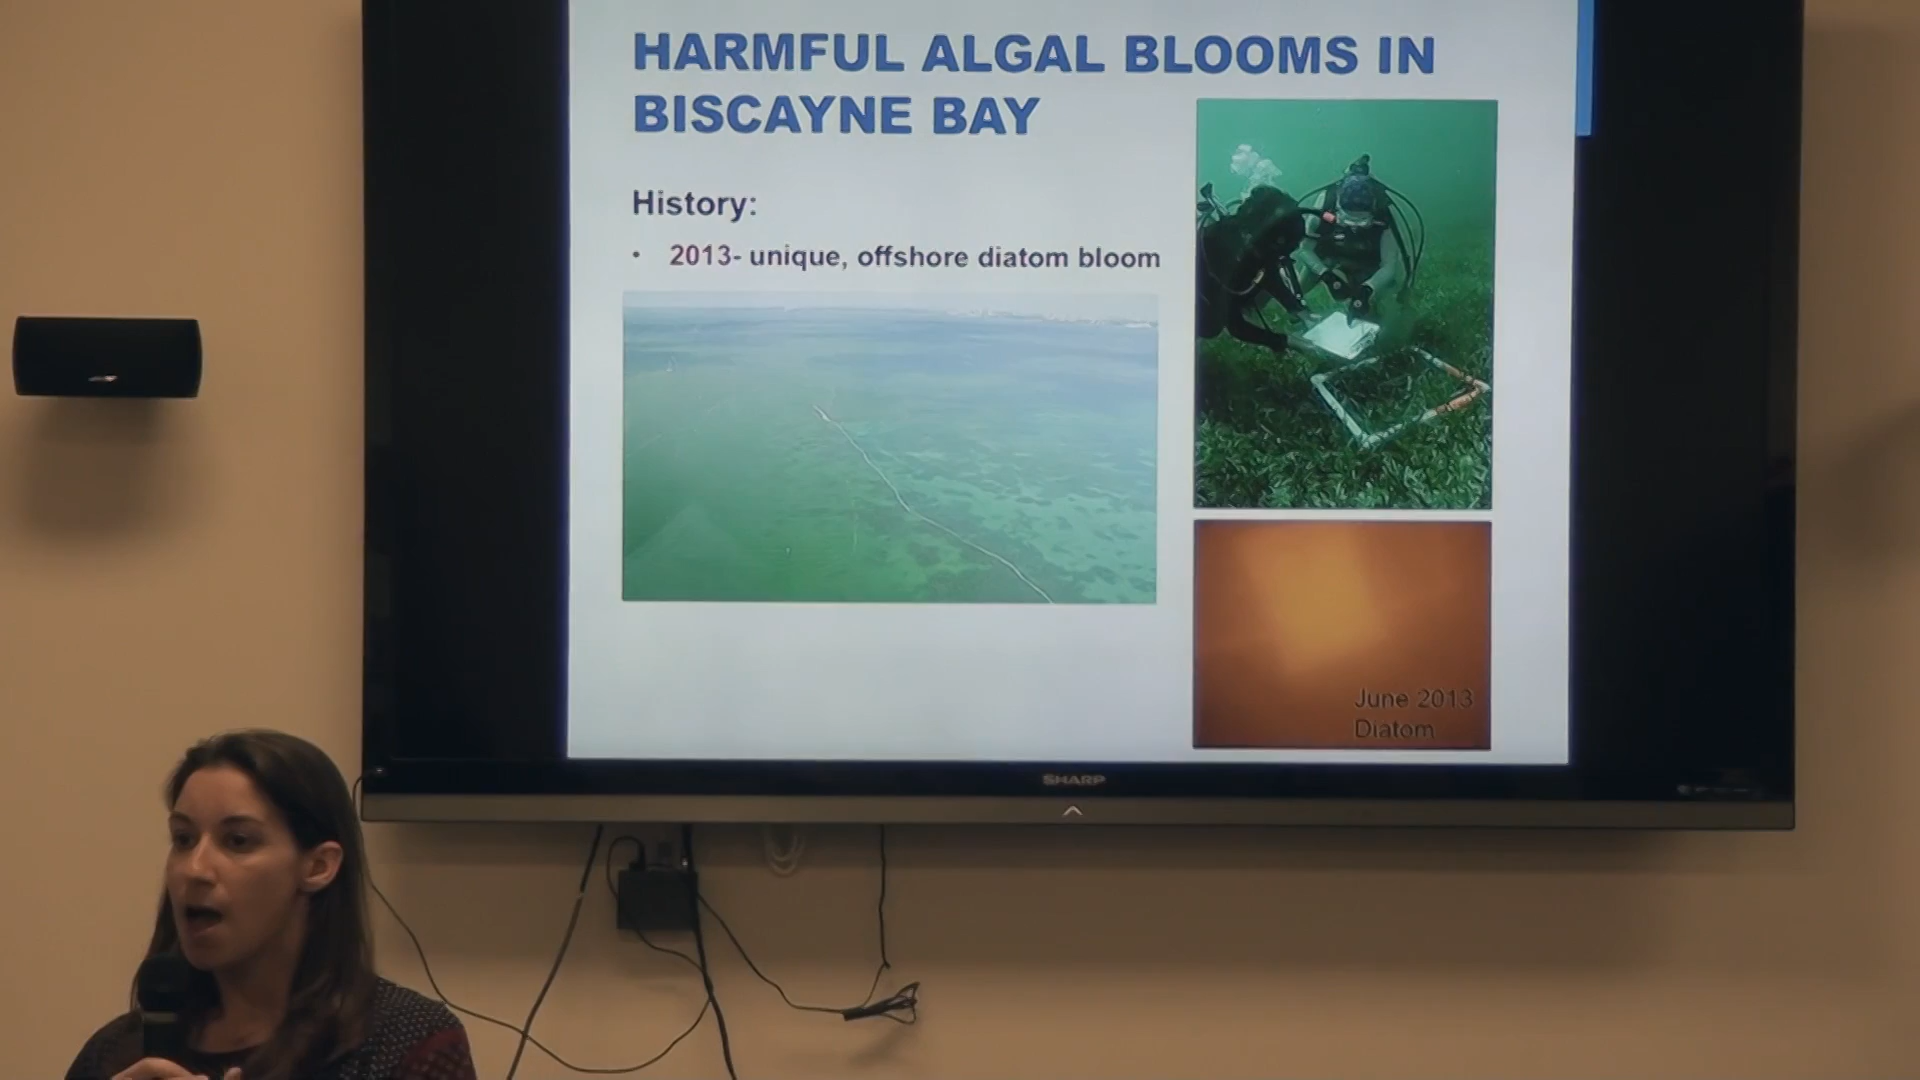 HARMFUL ALGAL BLOOMS IN
BISCAYNE BAY
History:
• 2013- unique, offshore diatom bloom
June 2013
Diatom
SHARP